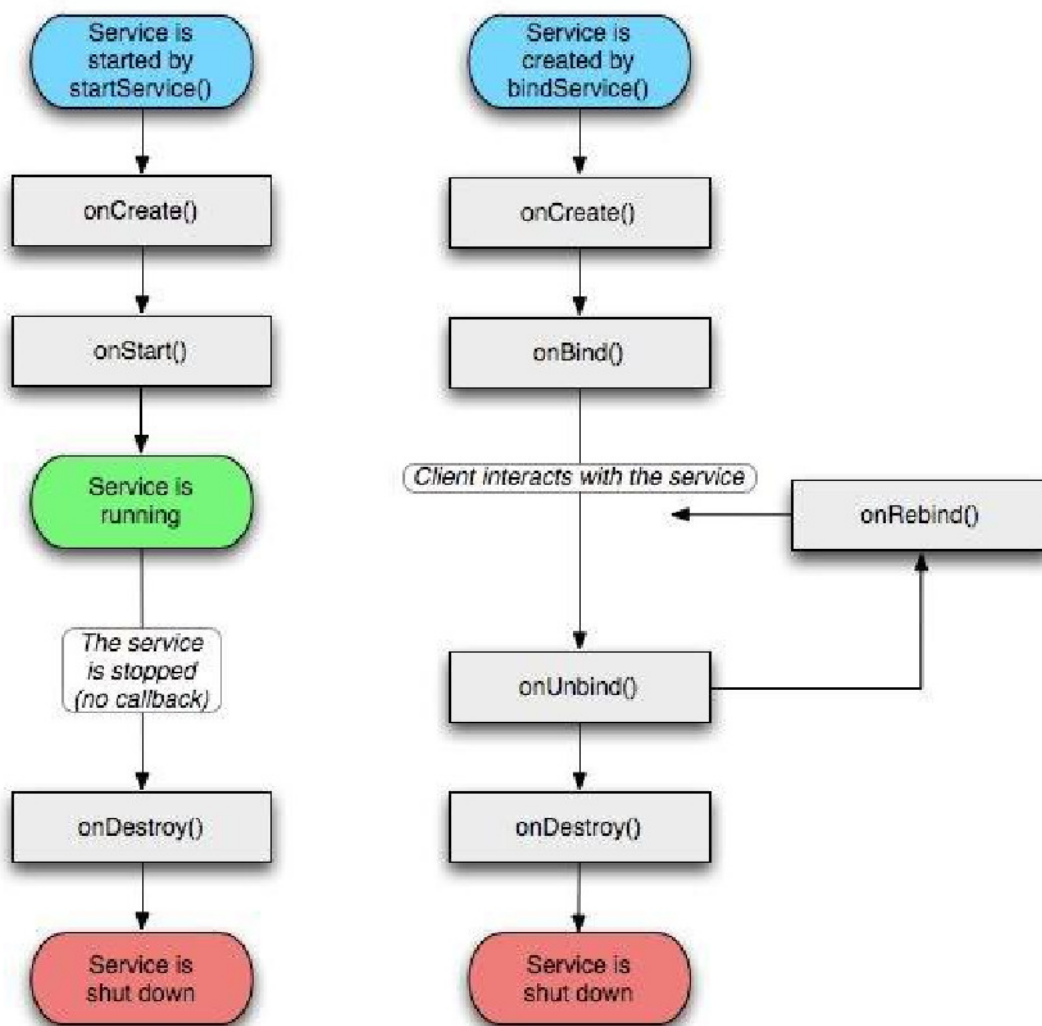 Service is
started by
startService()
onCreate()
onStart()
Service is
running
The service
is stopped
(no callback)
onDestroy()
Service is
shut down
Service is
created by
bindService()
onCreate()
onBind()
Client interacts with the service
onRebind()
onUnbind()
onDestroy()
Service is
shut down